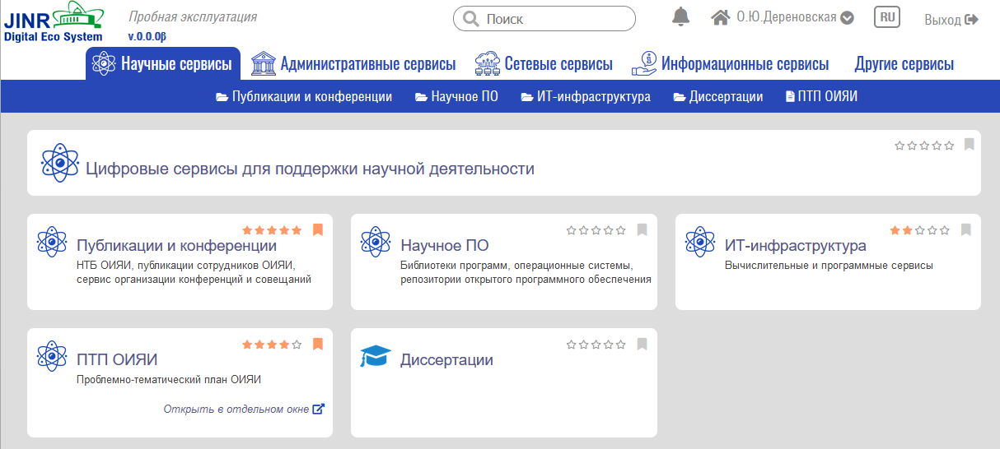 JINR
Digital Eco System
Пробная эксплуатация
v.0.0.0β
Поиск
О.Ю.Дереновская
RU
Выход
Научные сервисы
Административные сервисы
Сетевые сервисы
Информационные сервисы
Другие сервисы
Публикации и конференции
Научное ПО
ИТ-инфраструктура
Диссертации
ПТП ОИЯИ
Цифровые сервисы для поддержки научной деятельности
Публикации и конференции
НТБ ОИЯИ, публикации сотрудников ОИЯИ,
сервис организации конференций и совещаний
Научное ПО
Библиотеки программ, операционные системы,
репозитории открытого программного обеспечения
ИТ-инфраструктура
Вычислительные и программные сервисы
ПТП ОИЯИ
Проблемно-тематический план ОИЯИ
Открыть в отдельном окне
Диссертации